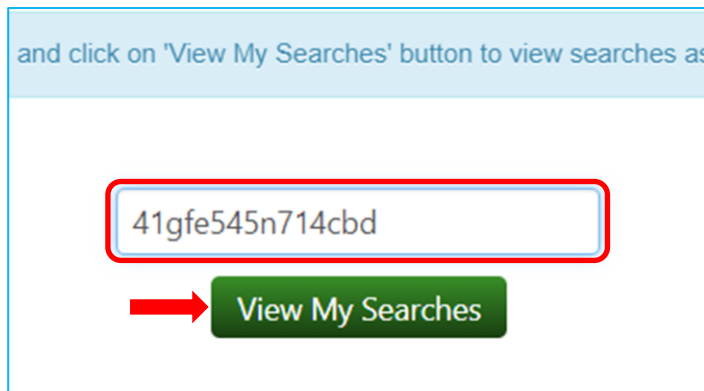 and click on 'View My Searches' button to view searches as
41gfe545n714cbd
View My Searches